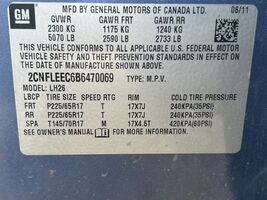 GM
MFD BY GENERAL MOTORS OF CANADA LTD. 05/11
GVWR GAWR FRT GAWR RR
2300 KG 1175 KG 1240 KG
5070 LB 2590 LB 2733 LB
THIS VEHICLE CONFORMS TO ALL APPLICABLE U.S. FEDERAL MOTOR
VEHICLE SAFETY AND THEFT PREVENTION STANDARDS IN EFFECT ON
THE DATE OF MANUFACTURE SHOWN ABOVE.
2CNFLEEC6B6470069 TYPE: M.P.V.
MODEL: LH26
LBCP TIRE SIZE SPEED RTG RIM COLD TIRE PRESSURE
FRT P225/65R17 T 17X7J 240KPA(35PSI)
RR P225/65R17 T 17X7J 240KPA(35PSI)
SPA T145/70R17 M 17X4.5T 420KPA(60PSI)
SEE OWNER'S MANUAL FOR MORE INFORMATION.